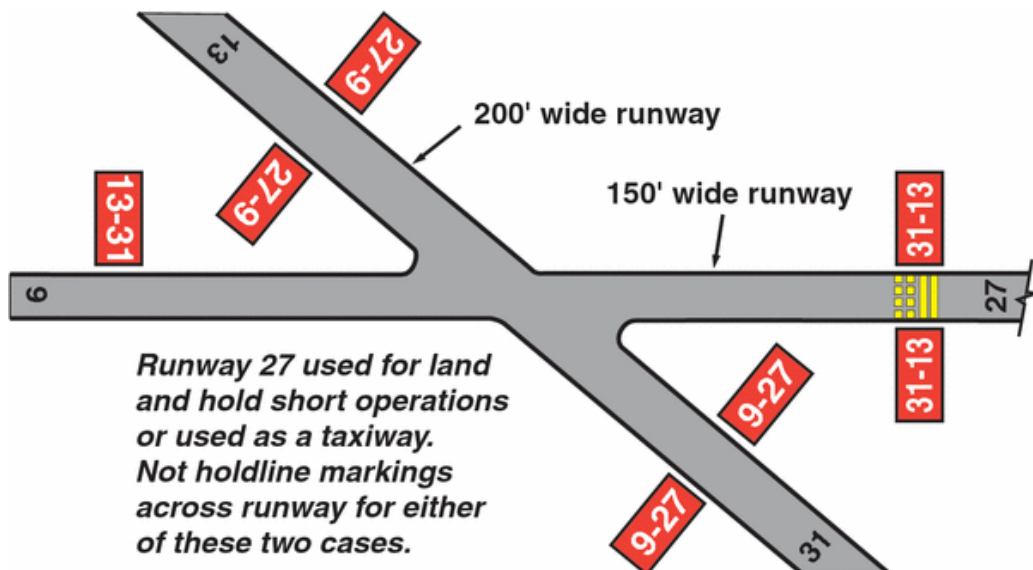 13
27-9
200' wide runway
27-9
13-31
150' wide runway
31-13
9
27
31-13
Runway 27 used for land
and hold short operations
or used as a taxiway.
Not holdline markings
across runway for either
of these two cases.
9-27
9-27
31